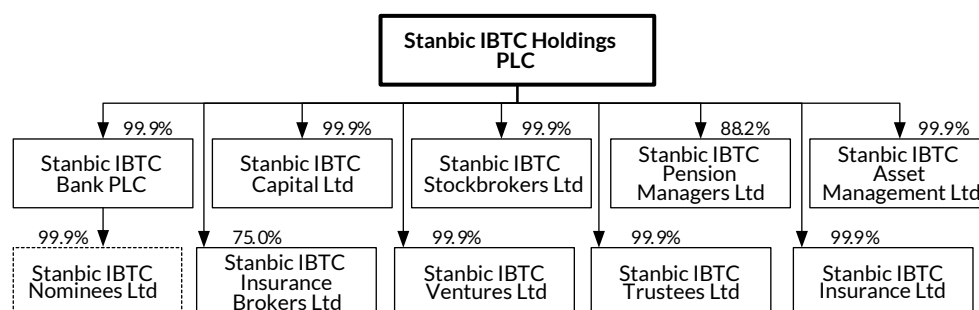 Stanbic IBTC Holdings
PLC
99.9%
99.9%
99.9%
88.2%
99.9%
Stanbic IBTC
Bank PLC
Stanbic IBTC
Capital Ltd
Stanbic IBTC
Stockbrokers Ltd
Stanbic IBTC
Pension
Managers Ltd
Stanbic IBTC
Asset
Management Ltd
99.9%
75.0%
99.9%
99.9%
99.9%
Stanbic IBTC
Nominees Ltd
Stanbic IBTC
Insurance
Brokers Ltd
Stanbic IBTC
Ventures Ltd
Stanbic IBTC
Trustees Ltd
Stanbic IBTC
Insurance Ltd